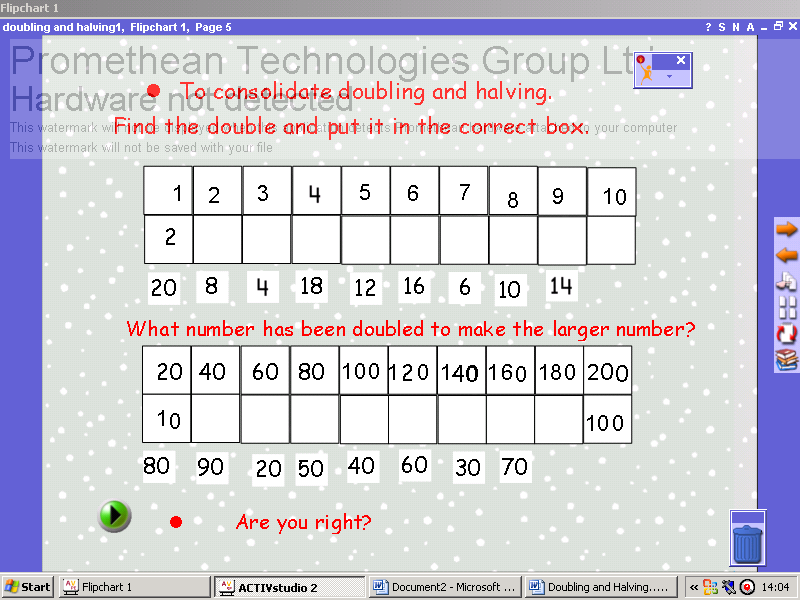 Flipchart 1
doubling and halving1, Flipchart 1, Page 5
? S N A
Promethean Technologies Group Ltd
Hardware not detected
• To consolidate doubling and halving.
Find the double and put it in the correct box.
This watermark will not be saved with your file
1 2 3 4 5 6 7 8 9 10
2
20 8 4 18 12 16 6 10 14
What number has been doubled to make the larger number?
20 40 60 80 100 120 140 160 180 200
10 100
80 90 20 50 40 60 30 70
• Are you right?
Start Flipchart 1 ACTIVstudio 2 Document2 - Microsoft ... Doubling and Halving..... « 14:04